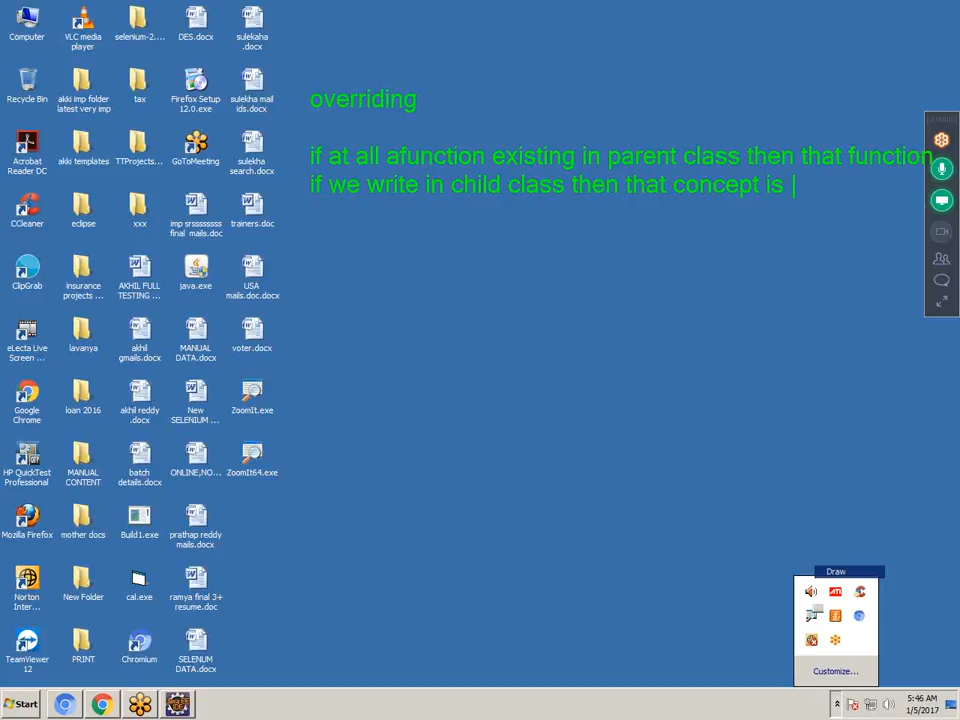 overriding
if at all afunction existing in parent class then that function
if we write in child class then that concept is
Computer
VLC media player
selenium-2....
DES.docx
sulekaha .docx
Recycle Bin
akki imp folder latest very imp
tax
Firefox Setup 12.0.exe
sulekha mail ids.docx
Acrobat Reader DC
akki templates
TTProjects...
GoToMeeting
sulekha search.docx
CCleaner
eclipse
xxx
imp srssssssss final mails.doc
trainers.doc
ClipGrab
insurance projects ...
AKHIL FULL TESTING ...
java.exe
USA mails.doc.docx
eLecta Live Screen ...
lavanya
akhil gmails.docx
MANUAL DATA.docx
voter.docx
Google Chrome
loan 2016
akhil reddy .docx
New SELENIUM ...
ZoomIt.exe
HP QuickTest Professional
MANUAL CONTENT
batch details.docx
ONLINE,NO...
ZoomIt64.exe
Mozilla Firefox
mother docs
Build1.exe
prathap reddy mails.docx
Norton Inter...
New Folder
cal.exe
ramya final 3+ resume.doc
TeamViewer 12
PRINT
Chromium
SELENUM DATA.docx
Draw
ATI
Customize...
Start
5:46 AM
1/5/2017